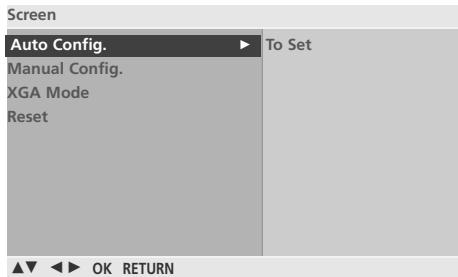 Screen
Auto Config. ► To Set
Manual Config.
XGA Mode
Reset
▲▼ ◄► OK RETURN